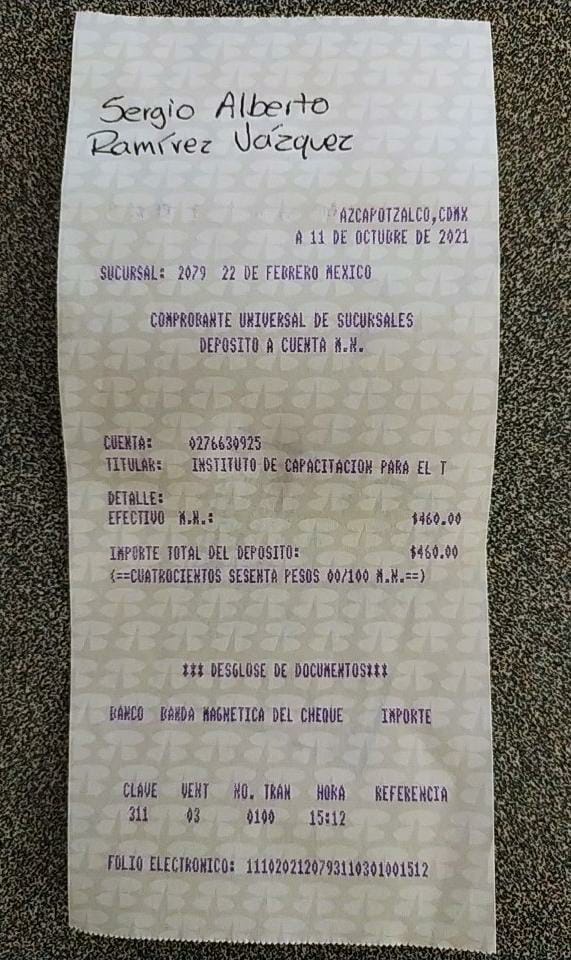 Sergio Alberto
Ramírez Vázquez
AZCAPOTZALCO,CDMX
A 11 DE OCTUBRE DE 2021
SUCURSAL: 2079 22 DE FEBRERO MEXICO
COMPROBANTE UNIVERSAL DE SUCURSALES
DEPOSITO A CUENTA M.N.
CUENTA: 0276630925
TITULAR: INSTITUTO DE CAPACITACION PARA EL T
DETALLE:
EFECTIVO M.N.: $460.00
IMPORTE TOTAL DEL DEPOSITO: $460.00
(==CUATROCIENTOS SESENTA PESOS 00/100 M.N.==)
*** DESGLOSE DE DOCUMENTOS***
BANCO BANDA MAGNETICA DEL CHEQUE IMPORTE
CLAVE VENT NO. TRAN HORA REFERENCIA
311 03 0100 15:12
FOLIO ELECTRONICO: 1110202120793110301001512